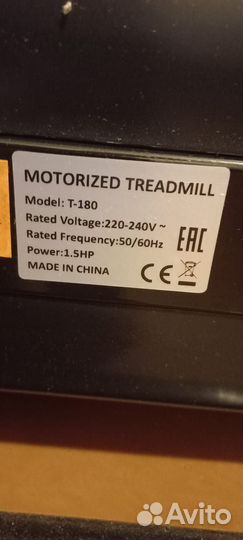 MOTORIZED TREADMILL
Model: T-180
Rated Voltage:220-240V ~
Rated Frequency:50/60Hz
Power:1.5HP
MADE IN CHINA
EAC
CE
Avito